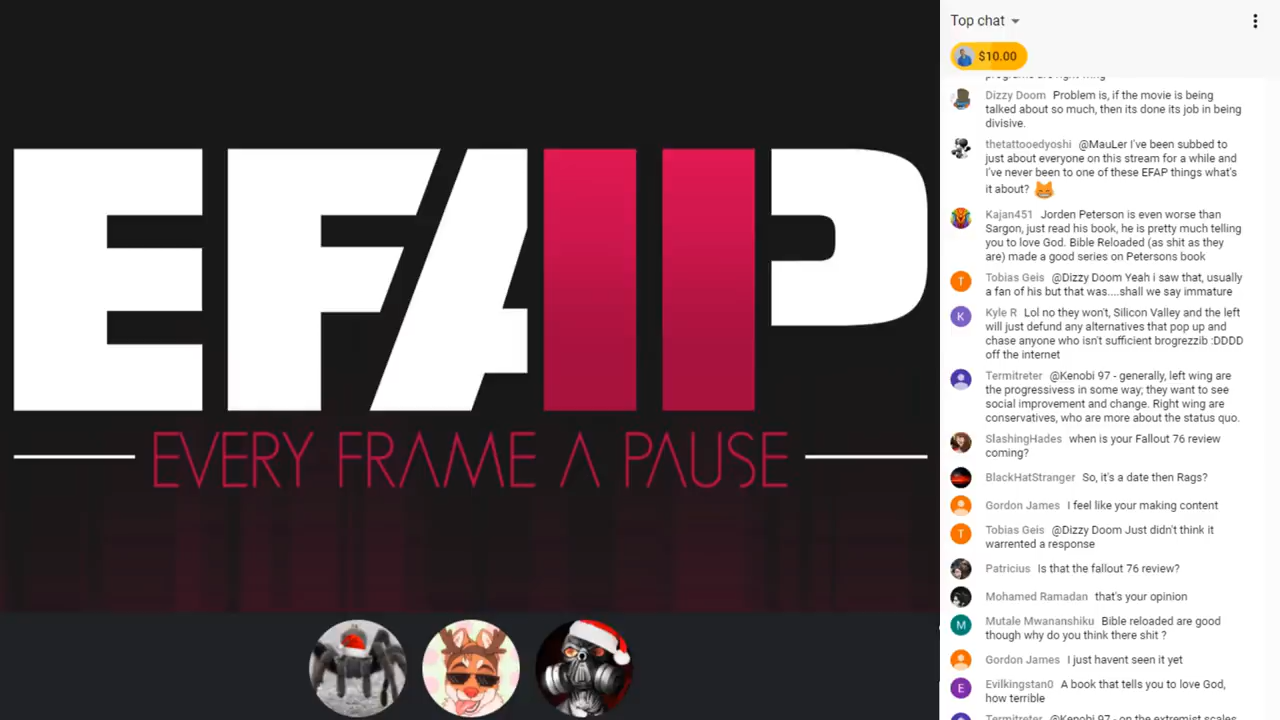 EFAP
EVERY FRAME A PAUSE
Top chat
$10.00
Dizzy Doom Problem is, if the movie is being
talked about so much, then its done its job in being
divisive.
thetattooedyoshi @MauLer I've been subbed to
just about everyone on this stream for a while and
I've never been to one of these EFAP things what's
it about?
Kajan451 Jorden Peterson is even worse than
Sargon, just read his book, he is pretty much telling
you to love God. Bible Reloaded (as shit as they
are) made a good series on Petersons book
T
Tobias Geis @Dizzy Doom Yeah i saw that, usually
a fan of his but that was....shall we say immature
K
Kyle R Lol no they won't, Silicon Valley and the left
will just defund any alternatives that pop up and
chase anyone who isn't sufficient brogrezzib :DDDD
off the internet
Termitreter @Kenobi 97 - generally, left wing are
the progressivess in some way; they want to see
social improvement and change. Right wing are
conservatives, who are more about the status quo.
SlashingHades when is your Fallout 76 review
coming?
BlackHatStranger So, it's a date then Rags?
Gordon James I feel like your making content
T
Tobias Geis @Dizzy Doom Just didn't think it
warrented a response
Patricius Is that the fallout 76 review?
Mohamed Ramadan that's your opinion
M
Mutale Mwananshiku Bible reloaded are good
though why do you think there shit ?
Gordon James I just havent seen it yet
E
Evilkingstan0 A book that tells you to love God,
how terrible
Termitreter @Kenobi 97 - on the extremist scales